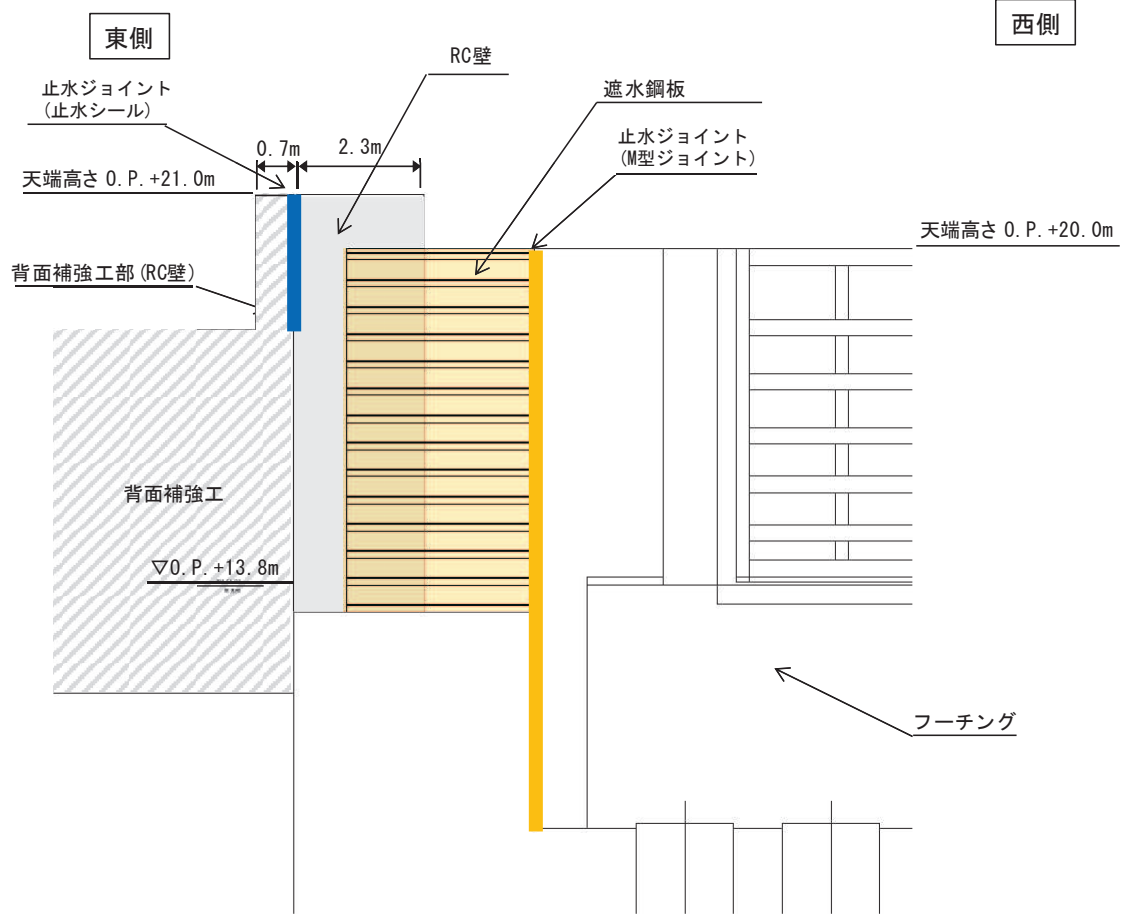 東側
西側
RC壁
止水ジョイント
(止水シール)
遮水鋼板
止水ジョイント
(M型ジョイント)
0.7m
2.3m
天端高さ O.P.+21.0m
天端高さ O.P.+20.0m
背面補強工部(RC壁)
背面補強工
▽O.P.+13.8m
フーチング